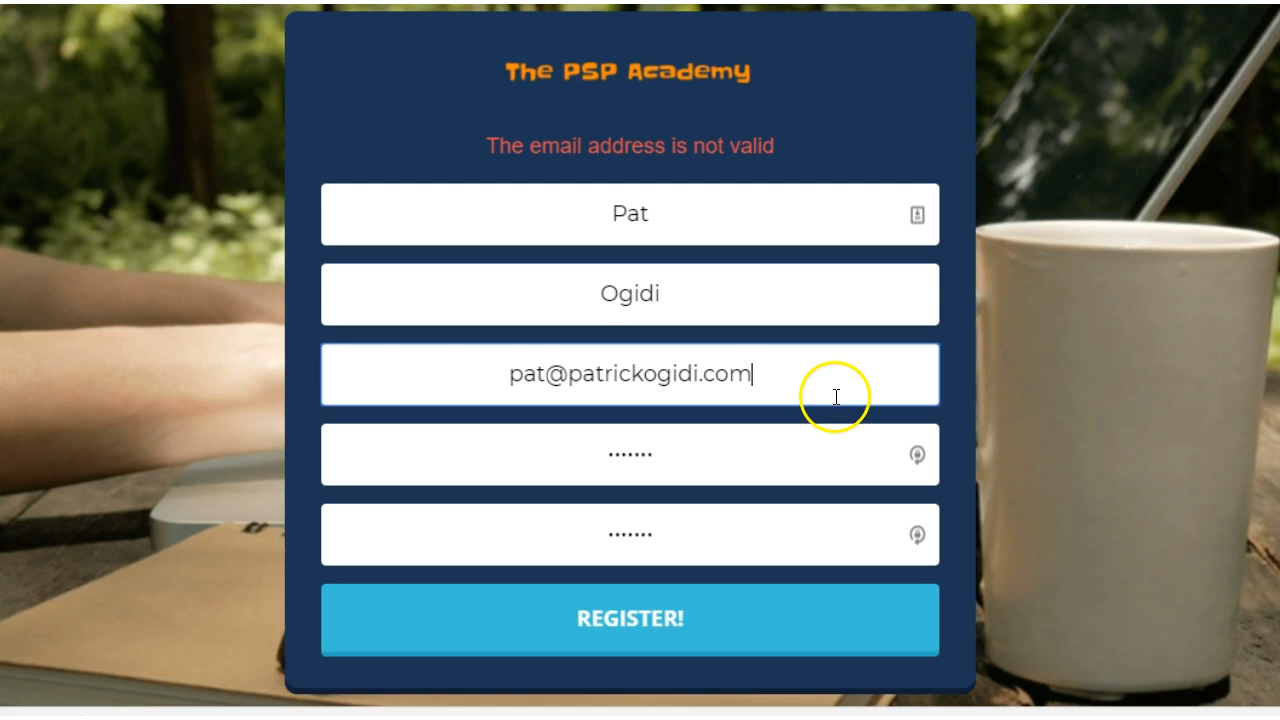 The PSP Academy
The email address is not valid
Pat
Ogidi
pat@patrickogidi.com
•••••••
•••••••
REGISTER!